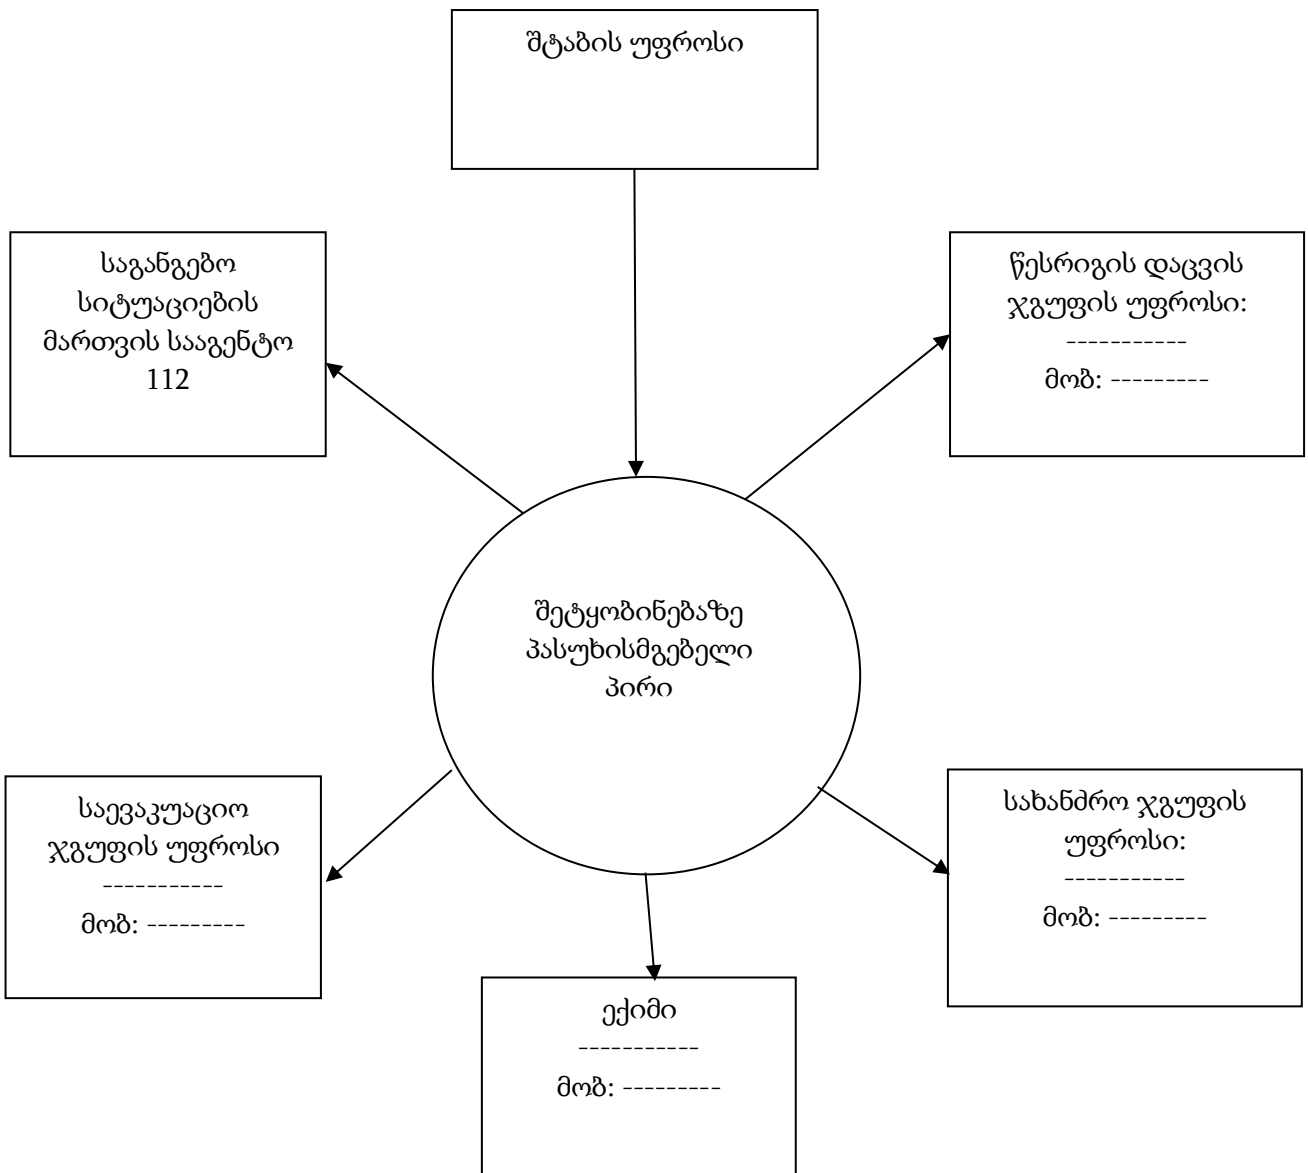 შტაბის უფროსი
საგანგებო
სიტუაციების
მართვის სააგენტო
112
წესრიგის დაცვის
ჯგუფის უფროსი:
-----------
მობ: ---------
შეტყობინებაზე
პასუხისმგებელი
პირი
საევაკუაციო
ჯგუფის უფროსი
-----------
მობ: ---------
სახანძრო ჯგუფის
უფროსი:
-----------
მობ: ---------
ექიმი
-----------
მობ: ---------